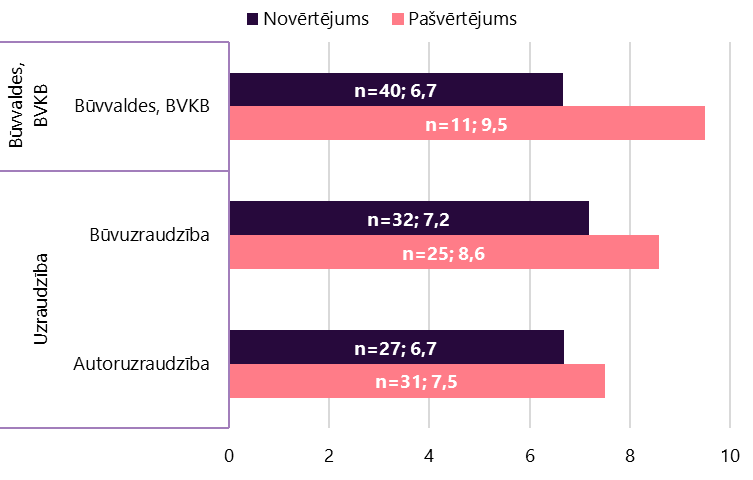 Novērtējums Pašvērtējums
Būvvaldes,
BVKB
Būvvaldes, BVKB
n=40; 6,7
n=11; 9,5
Uzraudzība
Būvuzraudzība
n=32; 7,2
n=25; 8,6
Autoruzraudzība
n=27; 6,7
n=31; 7,5
0 2 4 6 8 10